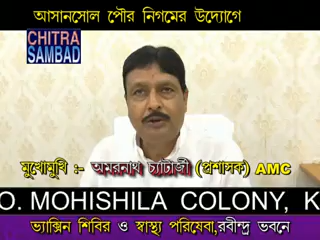 আসানসোল পৌর নিগমের উদ্যোগে
CHITRA
SAMBAD
মুখোমুখি :- অমরনাথ চ্যাটার্জী (প্রশাসক) AMC
O. MOHISHILA COLONY, K
ভ্যাক্সিন শিবির ও স্বাস্থ্য পরিষেবা,রবীন্দ্র ভবনে